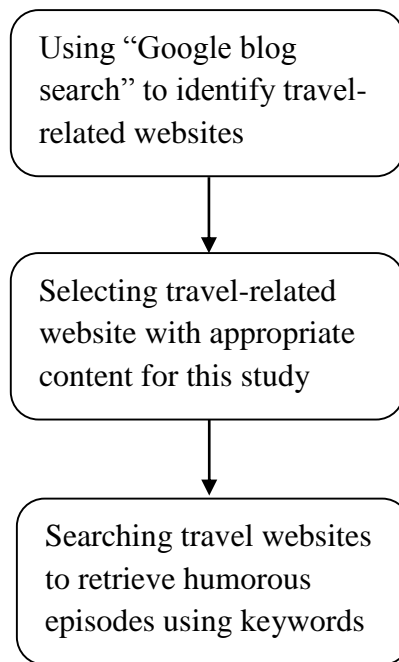 Using “Google blog
search” to identify travel-
related websites
Selecting travel-related
website with appropriate
content for this study
Searching travel websites
to retrieve humorous
episodes using keywords